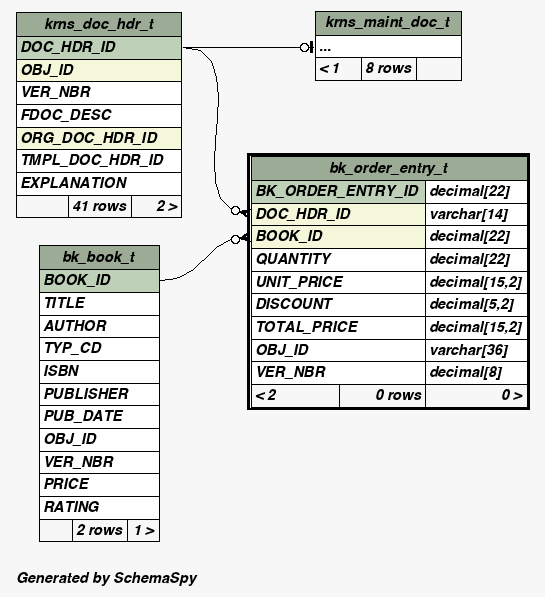 krns_doc_hdr_t
DOC_HDR_ID
OBJ_ID
VER_NBR
FDOC_DESC
ORG_DOC_HDR_ID
TMPL_DOC_HDR_ID
EXPLANATION
41 rows 2 >
krns_maint_doc_t
...
< 1 8 rows
bk_order_entry_t
BK_ORDER_ENTRY_ID decimal[22]
DOC_HDR_ID varchar[14]
BOOK_ID decimal[22]
QUANTITY decimal[22]
UNIT_PRICE decimal[15,2]
DISCOUNT decimal[5,2]
TOTAL_PRICE decimal[15,2]
OBJ_ID varchar[36]
VER_NBR decimal[8]
< 2 0 rows 0 >
bk_book_t
BOOK_ID
TITLE
AUTHOR
TYP_CD
ISBN
PUBLISHER
PUB_DATE
OBJ_ID
VER_NBR
PRICE
RATING
2 rows 1 >
Generated by SchemaSpy